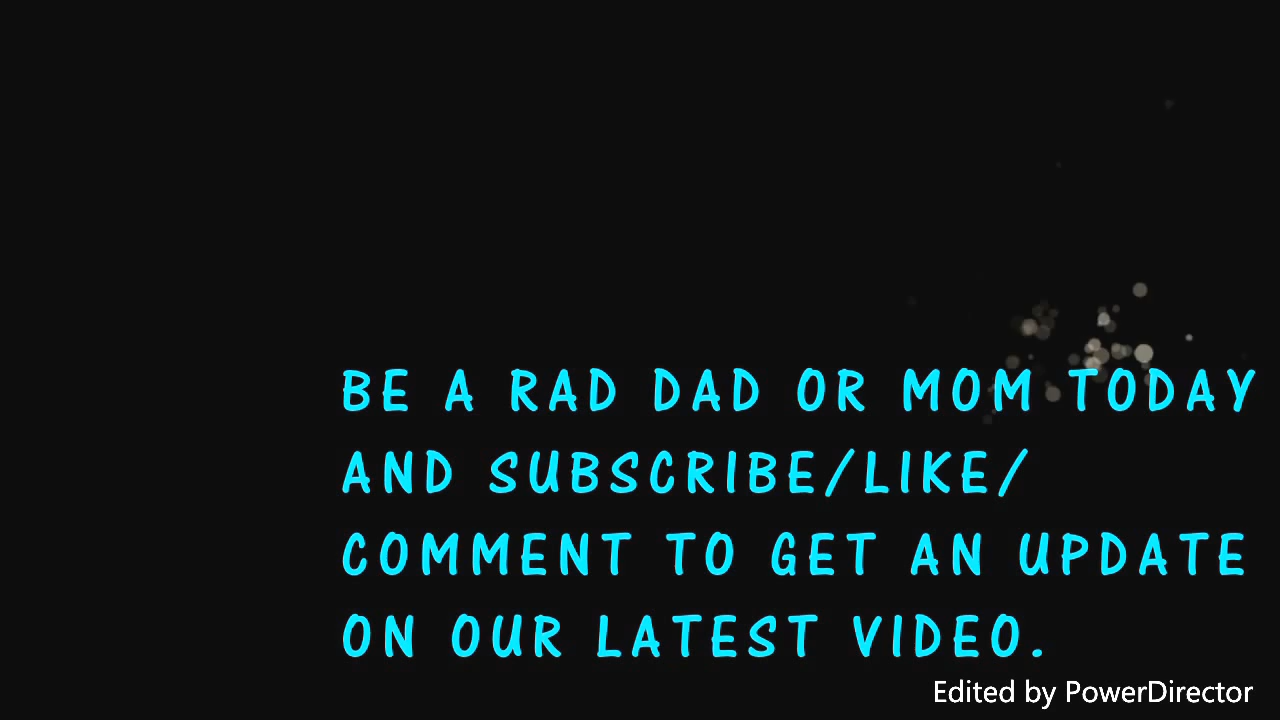 BE A RAD DAD OR MOM TODAY
AND SUBSCRIBE/LIKE/
COMMENT TO GET AN UPDATE
ON OUR LATEST VIDEO.
Edited by PowerDirector